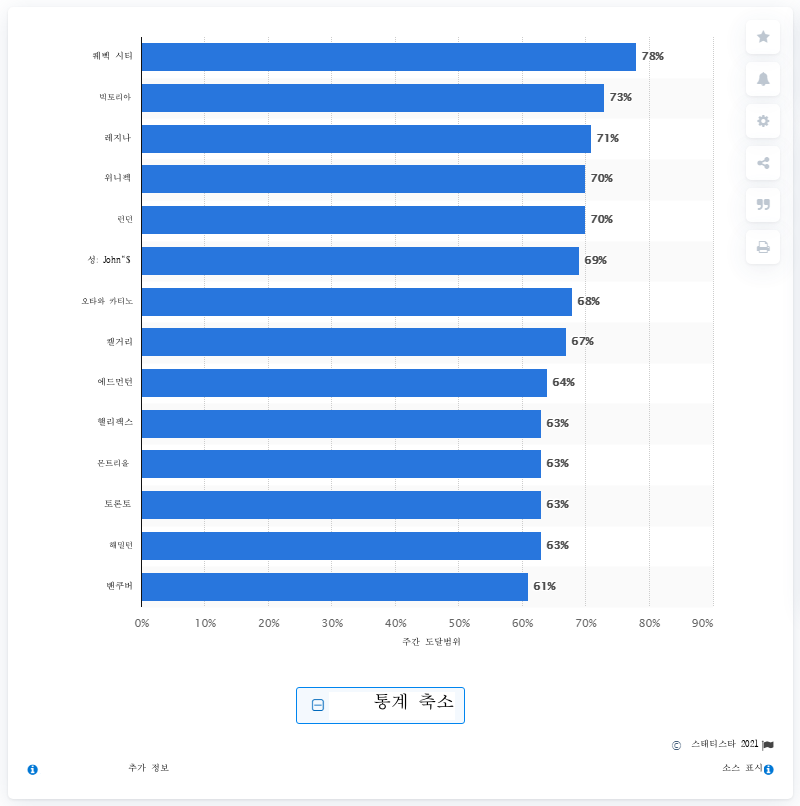 퀘벡 시티
78%
빅토리아
73%
레지나
71%
위니펙
70%
런던
70%
성: John"S
69%
오타와 카티노
68%
캘거리
67%
에드먼턴
64%
핼리팩스
63%
몬트리올
63%
토론토
63%
해밀턴
63%
밴쿠버
61%
0% 10% 20% 30% 40% 50% 60% 70% 80% 90%
주간 도달범위
통계 축소
© 스태티스타 2021
추가 정보
소스 표시